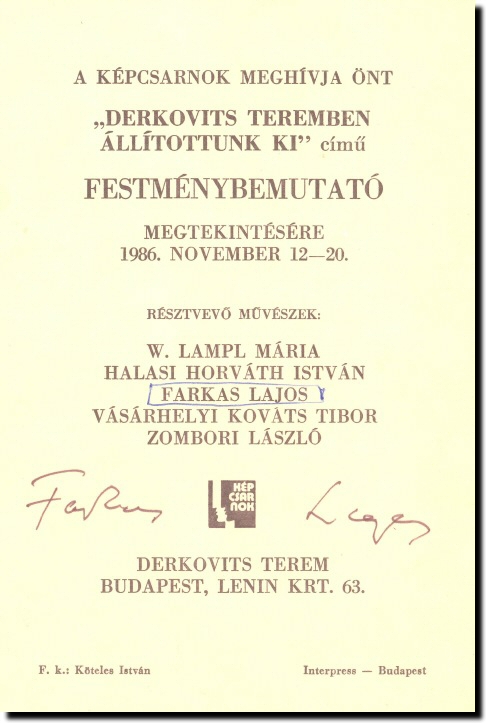 A KÉPCSARNOK MEGHÍVJA ÖNT
„DERKOVITS TEREMBEN
ÁLLÍTOTTUNK KI” című
FESTMÉNYBEMUTATÓ
MEGTEKINTÉSÉRE
1986. NOVEMBER 12—20.
RÉSZTVEVŐ MŰVÉSZEK:
W. LAMPL MÁRIA
HALASI HORVÁTH ISTVÁN
FARKAS LAJOS
VÁSÁRHELYI KOVÁTS TIBOR
ZOMBORI LÁSZLÓ
Farkas Lajos
KÉP
CSAR
NOK
DERKOVITS TEREM
BUDAPEST, LENIN KRT. 63.
F. k.: Köteles István Interpress — Budapest